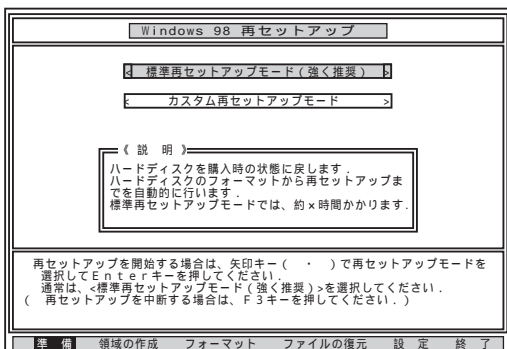 Windows 98 再セットアップ
< 標準再セットアップモード(強く推奨) >
< カスタム再セットアップモード >
《 説 明 》
ハードディスクを購入時の状態に戻します.
ハードディスクのフォーマットから再セットアップま
でを自動的に行います.
標準再セットアップモードでは、約×時間かかります.
再セットアップを開始する場合は、矢印キー( ・ )で再セットアップモードを
選択してEnterキーを押してください.
通常は、<標準再セットアップモード(強く推奨)>を選択してください.
( 再セットアップを中断する場合は、F3キーを押してください.)
準 備 領域の作成 フォーマット ファイルの復元 設 定 終 了